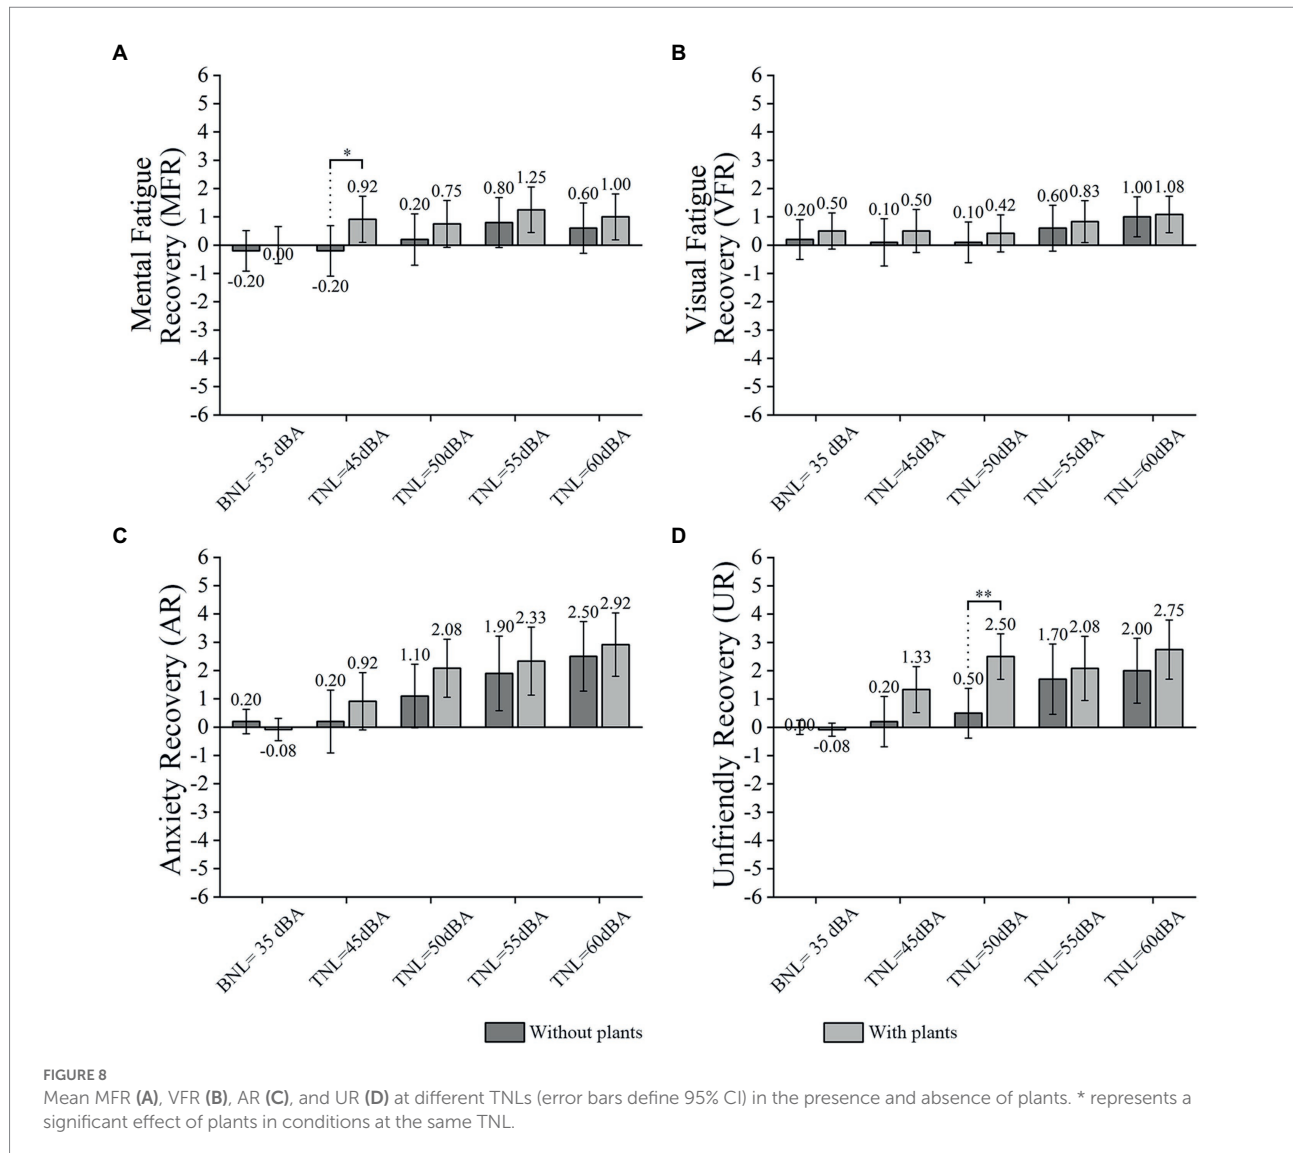 A
6
5
4
3
2
1
0
-1
-2
-3
-4
-5
-6
Mental Fatigue
Recovery (MFR)
-0.20
0.00
-0.20
0.92
*
0.20
0.75
0.80
1.25
0.60
1.00
BNL= 35 dBA
TNL=45dBA
TNL=50dBA
TNL=55dBA
TNL=60dBA
B
6
5
4
3
2
1
0
-1
-2
-3
-4
-5
-6
Visual Fatigue
Recovery (VFR)
0.20
0.50
0.10
0.50
0.10
0.42
0.60
0.83
1.00
1.08
BNL= 35 dBA
TNL=45dBA
TNL=50dBA
TNL=55dBA
TNL=60dBA
C
6
5
4
3
2
1
0
-1
-2
-3
-4
-5
-6
Anxiety Recovery (AR)
0.20
-0.08
0.20
0.92
1.10
2.08
1.90
2.33
2.50
2.92
BNL= 35 dBA
TNL=45dBA
TNL=50dBA
TNL=55dBA
TNL=60dBA
D
6
5
4
3
2
1
0
-1
-2
-3
-4
-5
-6
Unfriendly Recovery (UR)
0.00
-0.08
0.20
1.33
0.50
**
2.50
1.70
2.08
2.00
2.75
BNL= 35 dBA
TNL=45dBA
TNL=50dBA
TNL=55dBA
TNL=60dBA
Without plants
With plants
FIGURE 8
Mean MFR (A), VFR (B), AR (C), and UR (D) at different TNLs (error bars define 95% CI) in the presence and absence of plants. * represents a
significant effect of plants in conditions at the same TNL.